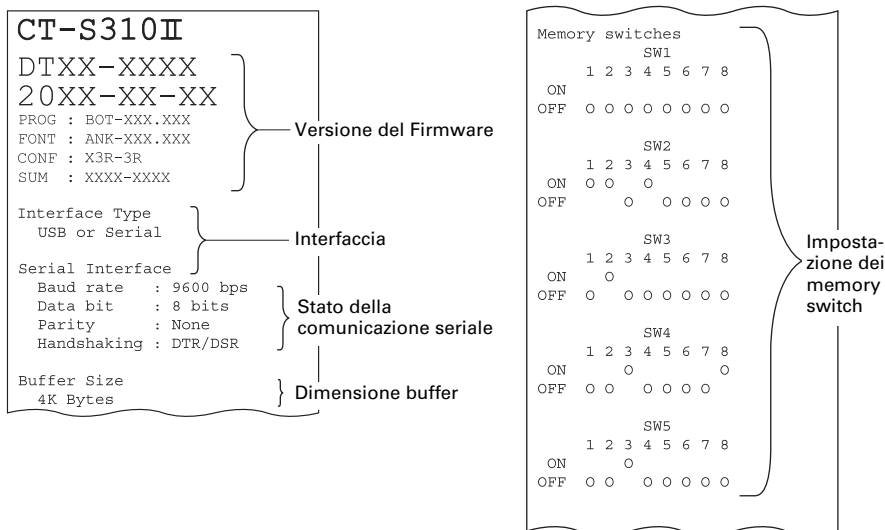 CT-S310Ⅱ
DTXX-XXXX
20XX-XX-XX
PROG : BOT-XXX.XXX
FONT : ANK-XXX.XXX
CONF : X3R-3R
SUM : XXXX-XXXX
Versione del Firmware
Interface Type
USB or Serial
Interfaccia
Serial Interface
Baud rate : 9600 bps
Data bit : 8 bits
Parity : None
Handshaking : DTR/DSR
Stato della
comunicazione seriale
Buffer Size
4K Bytes
Dimensione buffer
Memory switches
SW1
1 2 3 4 5 6 7 8
ON
OFF O O O O O O O O
SW2
1 2 3 4 5 6 7 8
ON O O O
OFF O O O O O
SW3
1 2 3 4 5 6 7 8
ON O
OFF O O O O O O O
SW4
1 2 3 4 5 6 7 8
ON O O
OFF O O O O O O
SW5
1 2 3 4 5 6 7 8
ON O
OFF O O O O O O O
Imposta-
zione dei
memory
switch